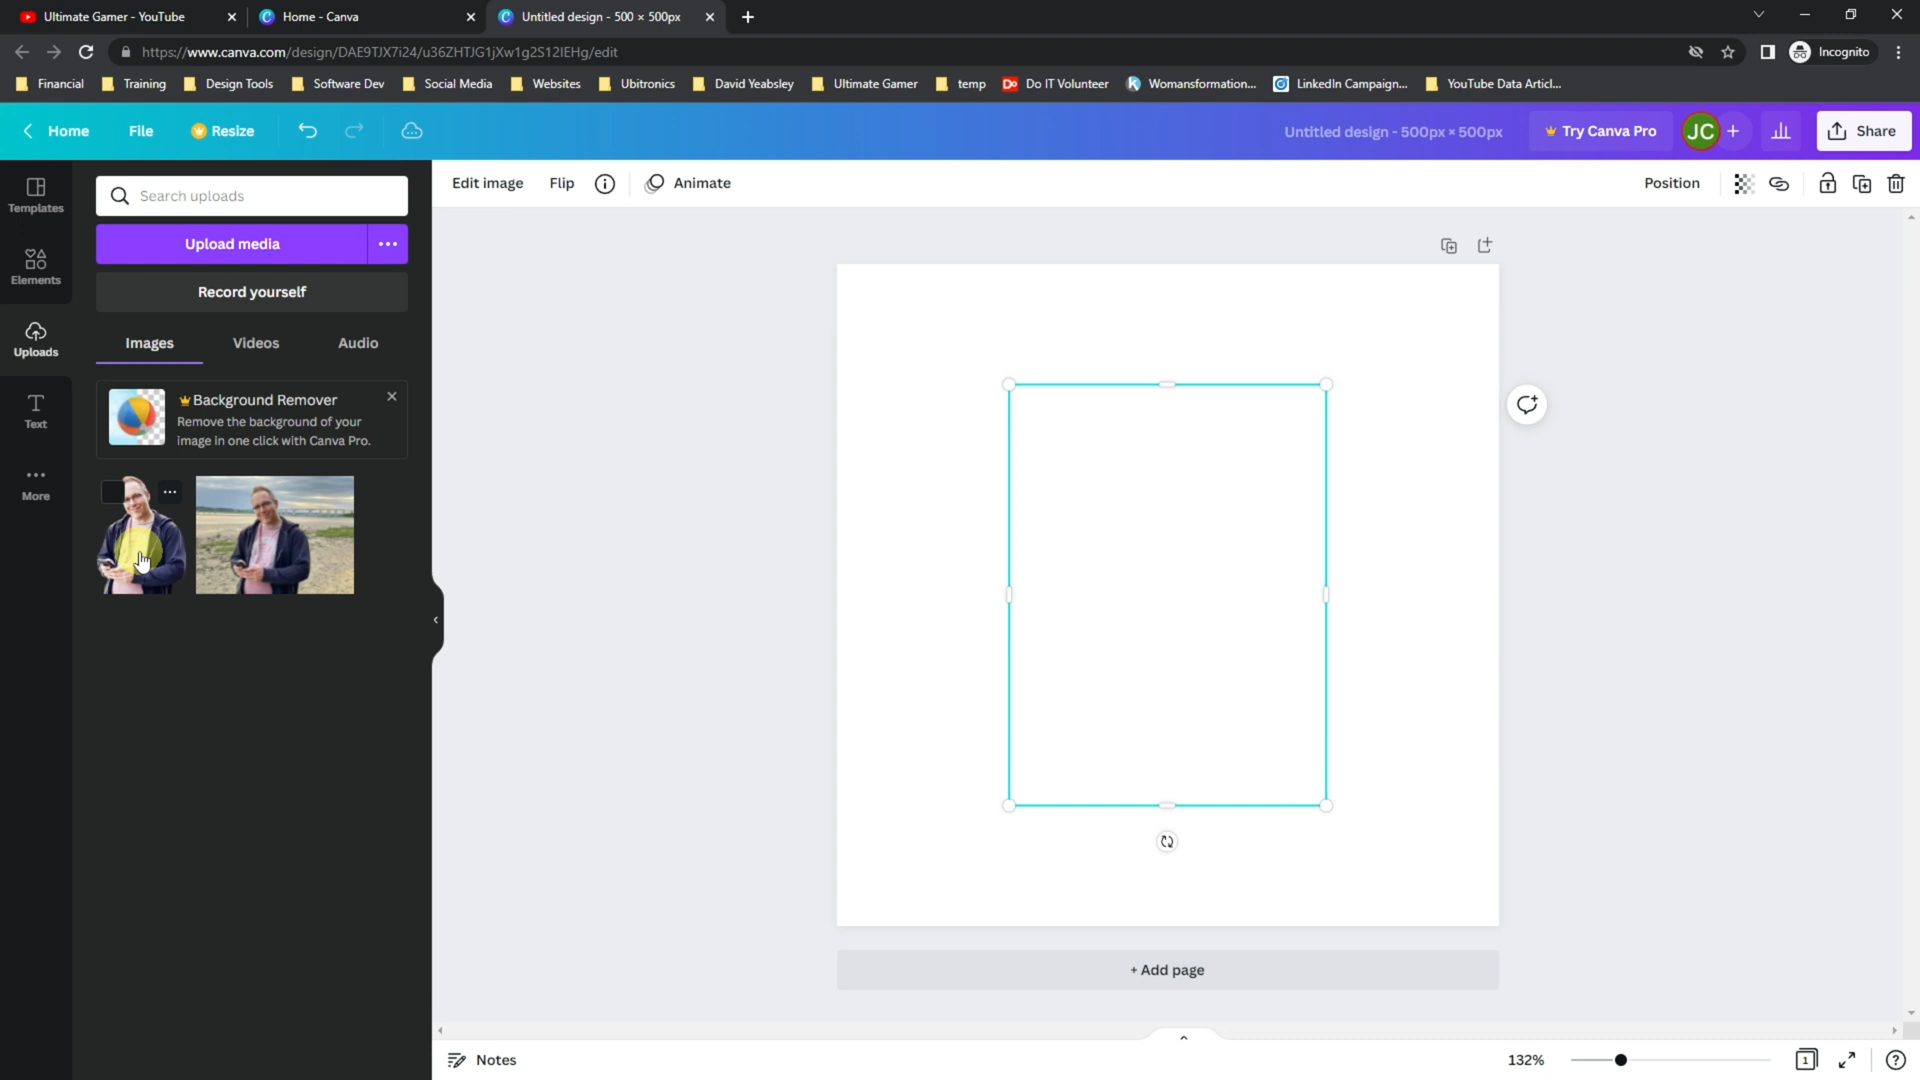 Ultimate Gamer - YouTube
Home - Canva
Untitled design - 500 × 500px
https://www.canva.com/design/DAE9TJX7i24/u36ZHTJG1jXw1g2S12IEHg/edit
Incognito
Financial
Training
Design Tools
Software Dev
Social Media
Websites
Ubitronics
David Yeabsley
Ultimate Gamer
temp
Do Do IT Volunteer
K Womansformation...
LinkedIn Campaign...
YouTube Data Articl...
Home
File
Resize
Untitled design - 500px × 500px
Try Canva Pro
JC
Share
Templates
Elements
Uploads
Text
More
Search uploads
Upload media
Record yourself
Images
Videos
Audio
Background Remover
Remove the background of your
image in one click with Canva Pro.
Edit image
Flip
Animate
Position
+ Add page
Notes
132%
1